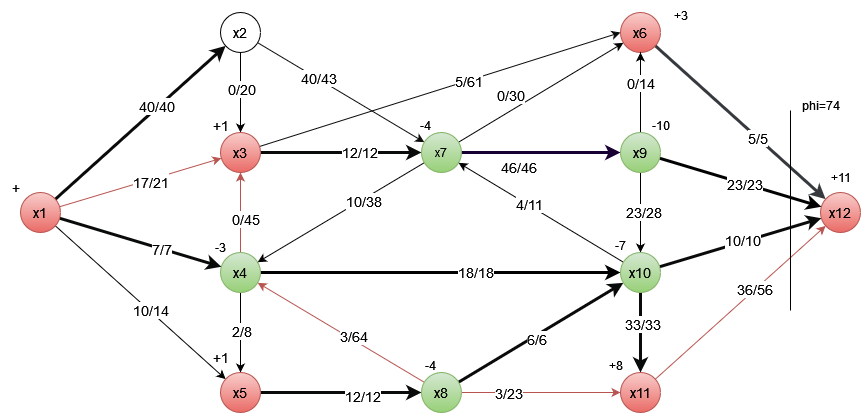 +3
x2
x6
phi=74
5/61
40/43
0/20
0/30
0/14
40/40
+1
-4
-10
5/5
x3
12/12
x7
46/46
x9
+
17/21
23/23
+11
x1
10/38
4/11
23/28
x12
0/45
7/7
-3
-7
10/10
x4
18/18
x10
36/56
10/14
2/8
3/64
6/6
33/33
+1
-4
+8
x5
12/12
x8
3/23
x11